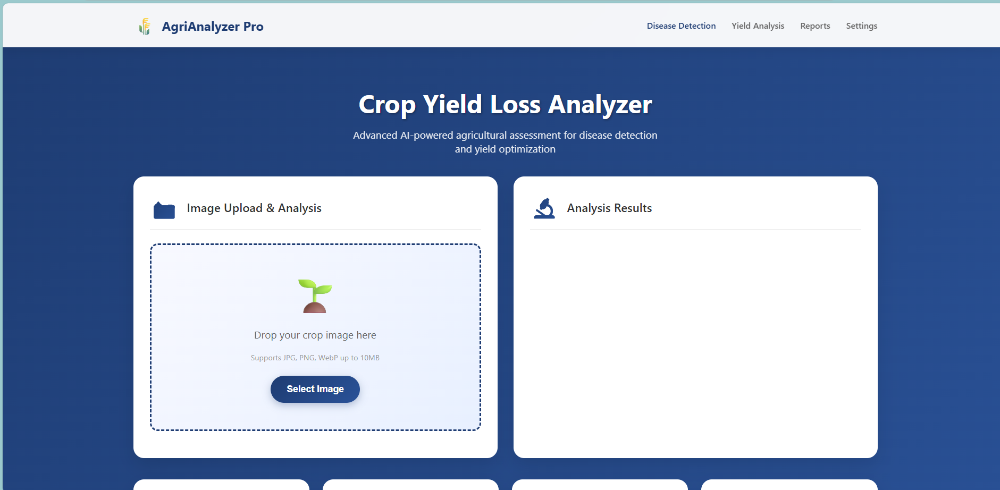 AgriAnalyzer Pro
Disease Detection
Yield Analysis
Reports
Settings
Crop Yield Loss Analyzer
Advanced AI-powered agricultural assessment for disease detection
and yield optimization
Image Upload & Analysis
Drop your crop image here
Supports JPG, PNG, WebP up to 10MB
Select Image
Analysis Results